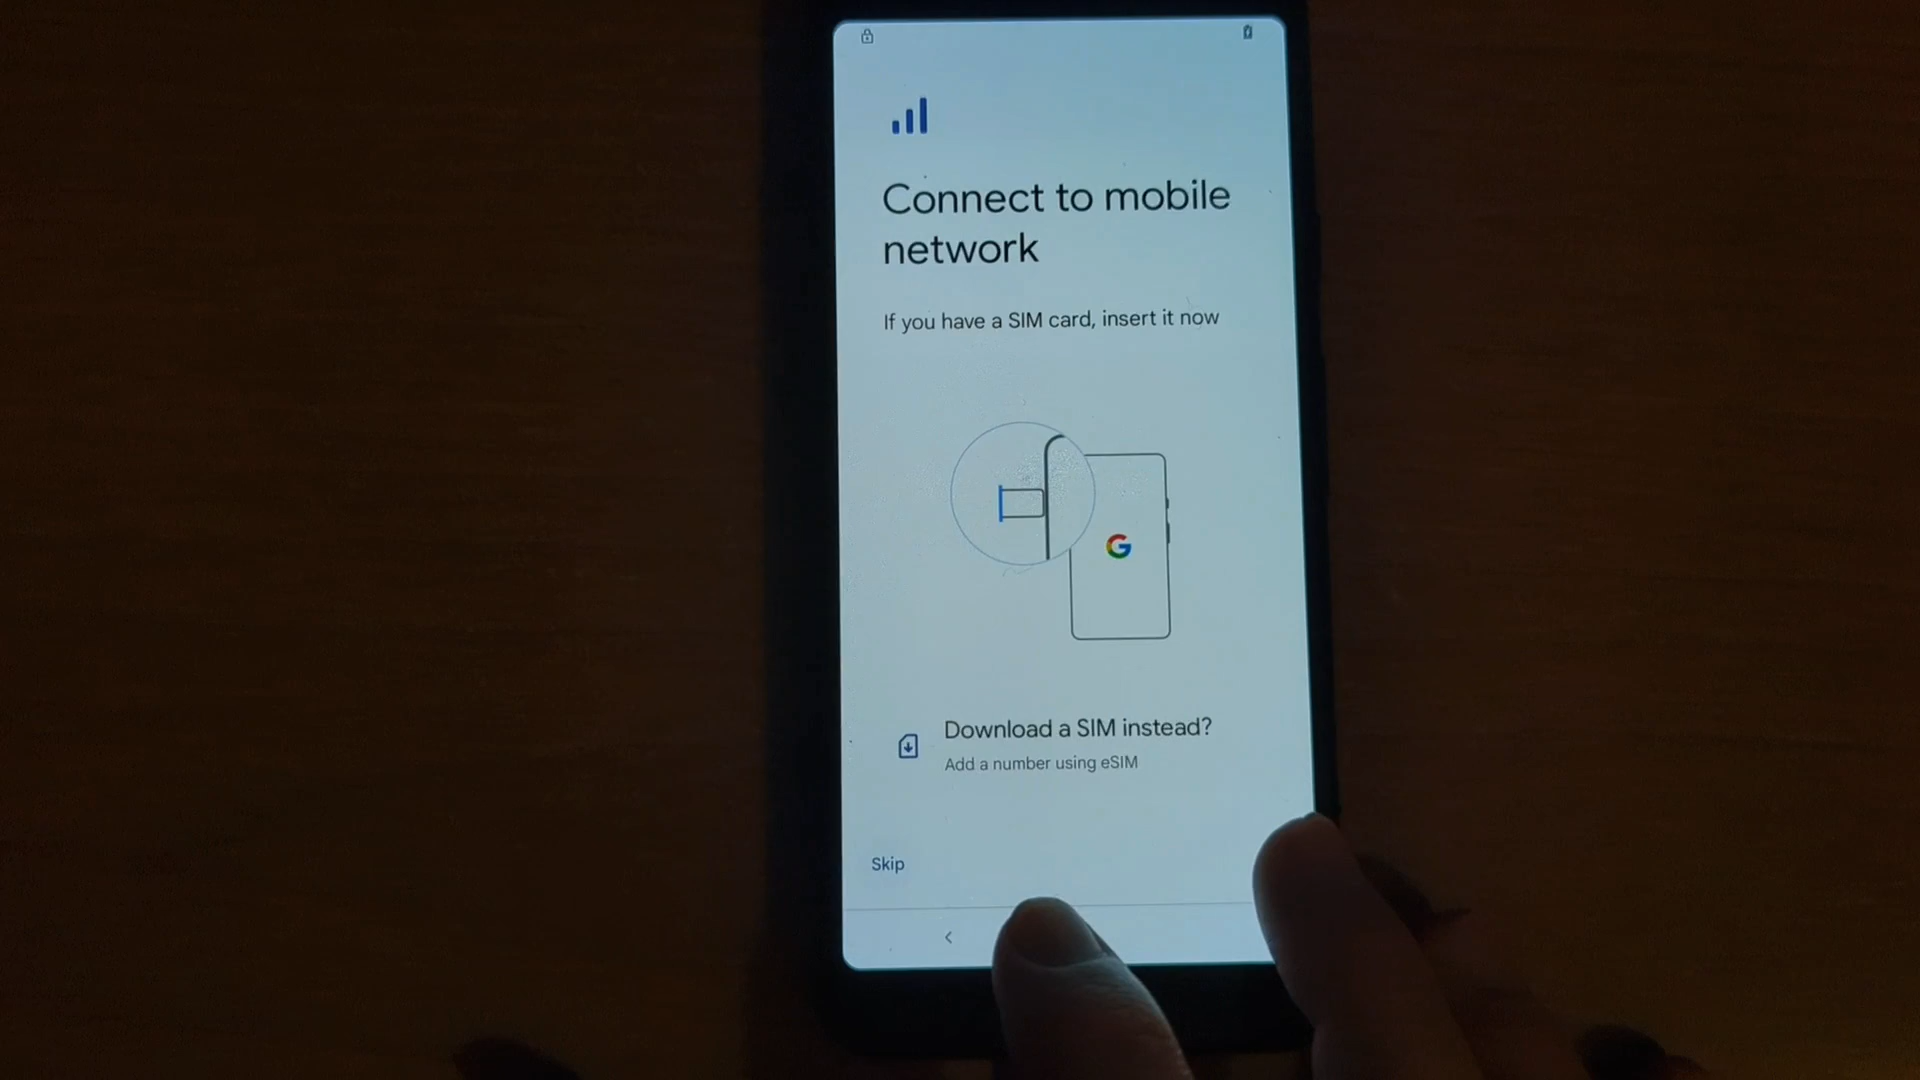 Connect to mobile
network
If you have a SIM card, insert it now
G
Download a SIM instead?
Add a number using eSIM
Skip